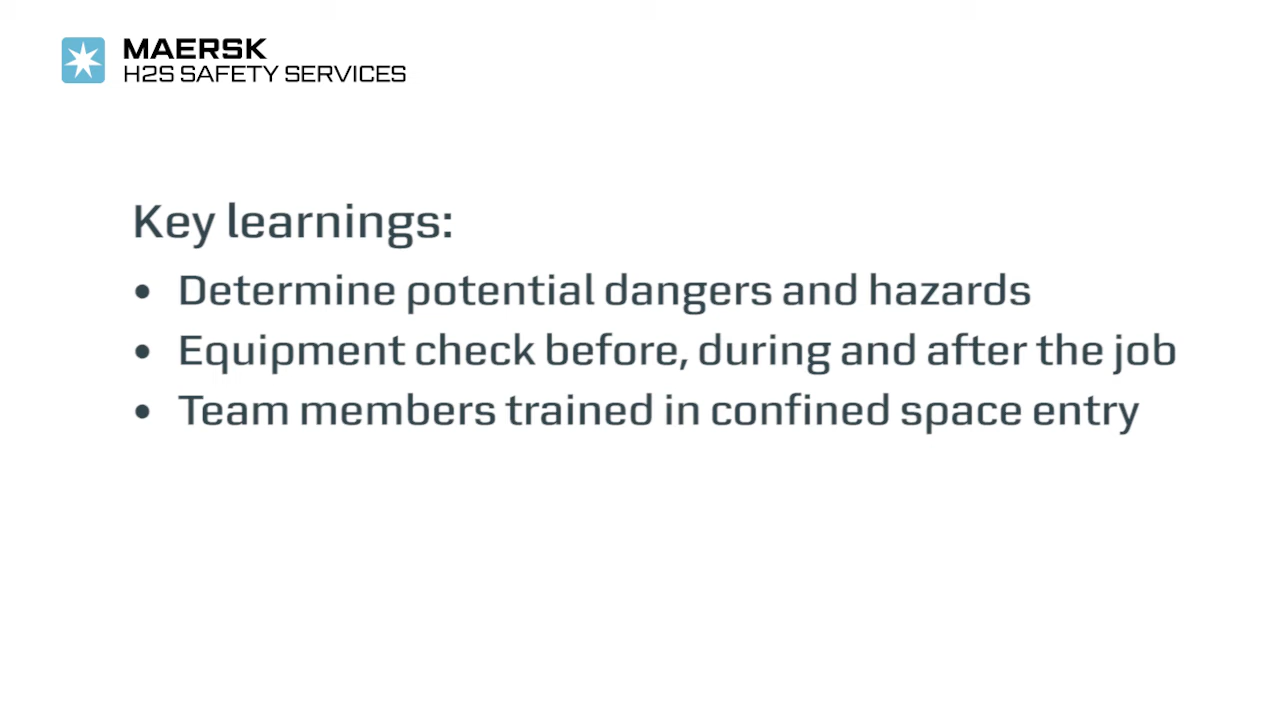 MAERSK
H2S SAFETY SERVICES
Key learnings:
• Determine potential dangers and hazards
• Equipment check before, during and after the job
• Team members trained in confined space entry